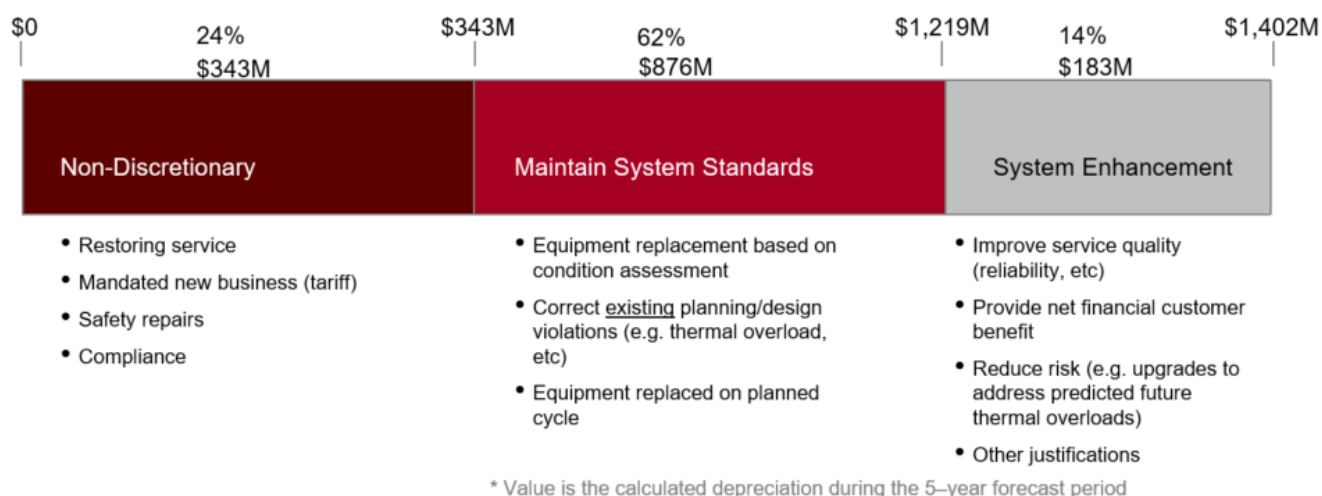 $0
24%
$343M
$343M
62%
$876M
$1,219M
14%
$183M
$1,402M
Non-Discretionary
Maintain System Standards
System Enhancement
• Restoring service
• Mandated new business (tariff)
• Safety repairs
• Compliance
• Equipment replacement based on
condition assessment
• Correct existing planning/design
violations (e.g. thermal overload,
etc)
• Equipment replaced on planned
cycle
• Improve service quality
(reliability, etc)
• Provide net financial customer
benefit
• Reduce risk (e.g. upgrades to
address predicted future
thermal overloads)
• Other justifications
* Value is the calculated depreciation during the 5–year forecast period